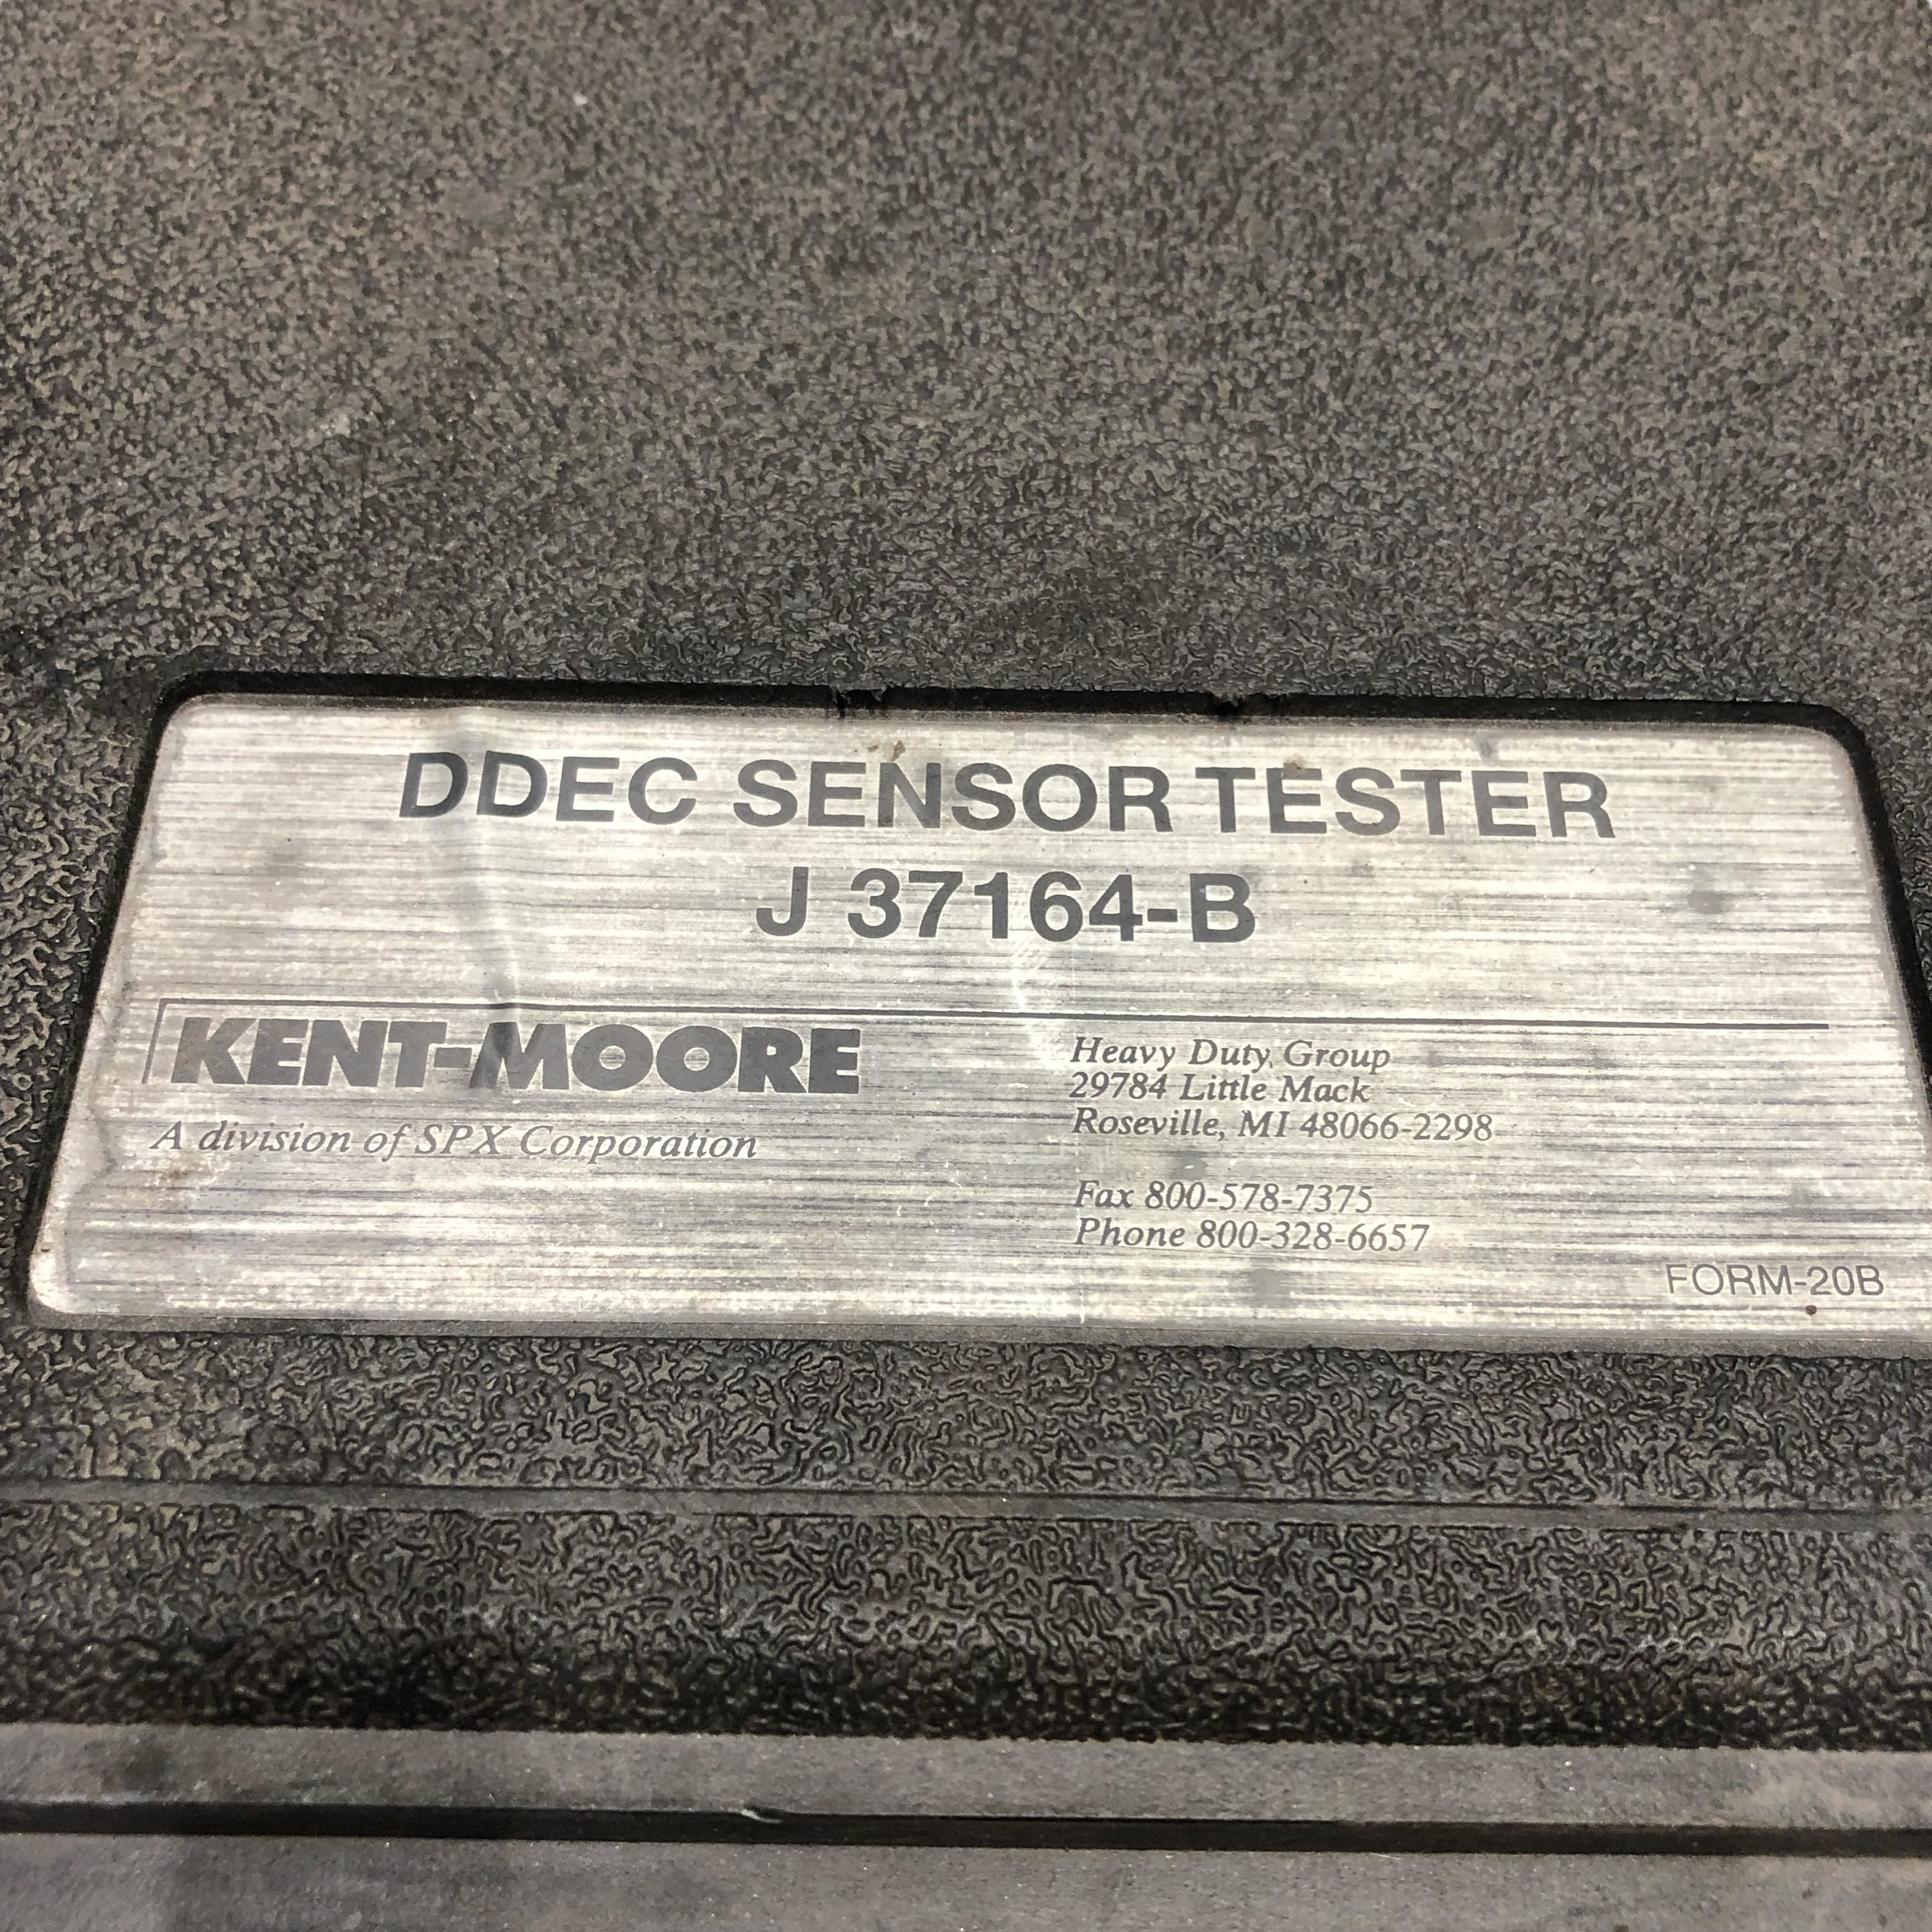 DDEC SENSOR TESTER
J 37164-B
KENT-MOORE
A division of SPX Corporation
Heavy Duty Group
29784 Little Mack
Roseville, MI 48066-2298
Fax 800-578-7375
Phone 800-328-6657
FORM-20B